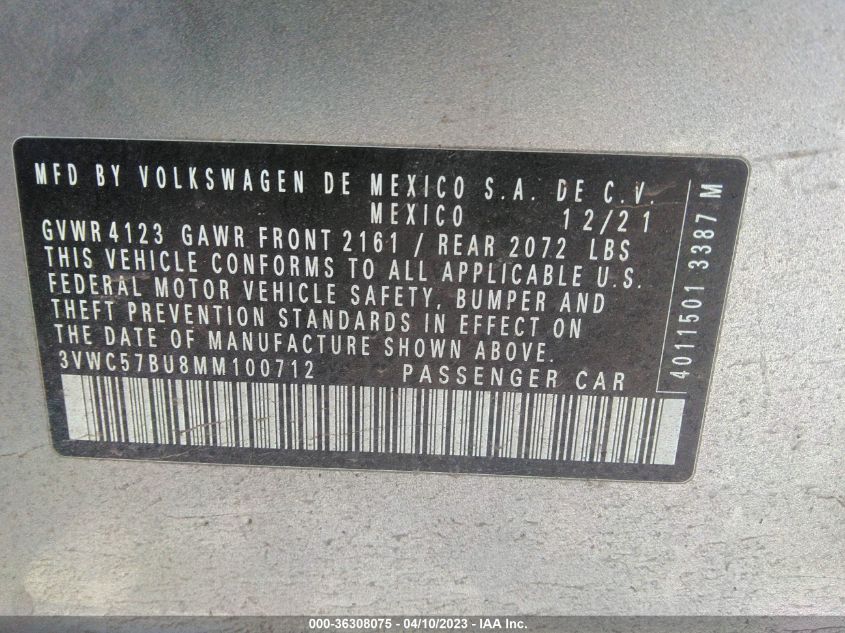 MFD BY VOLKSWAGEN DE MEXICO S.A. DE C.V.
MEXICO 12/21
GVWR 4123 GAWR FRONT 2161 / REAR 2072 LBS
THIS VEHICLE CONFORMS TO ALL APPLICABLE U.S.
FEDERAL MOTOR VEHICLE SAFETY, BUMPER AND
THEFT PREVENTION STANDARDS IN EFFECT ON
THE DATE OF MANUFACTURE SHOWN ABOVE.
3VWC57BU8MM100712 PASSENGER CAR
4011501 3387 M
000-36308075 - 04/10/2023 - IAA Inc.